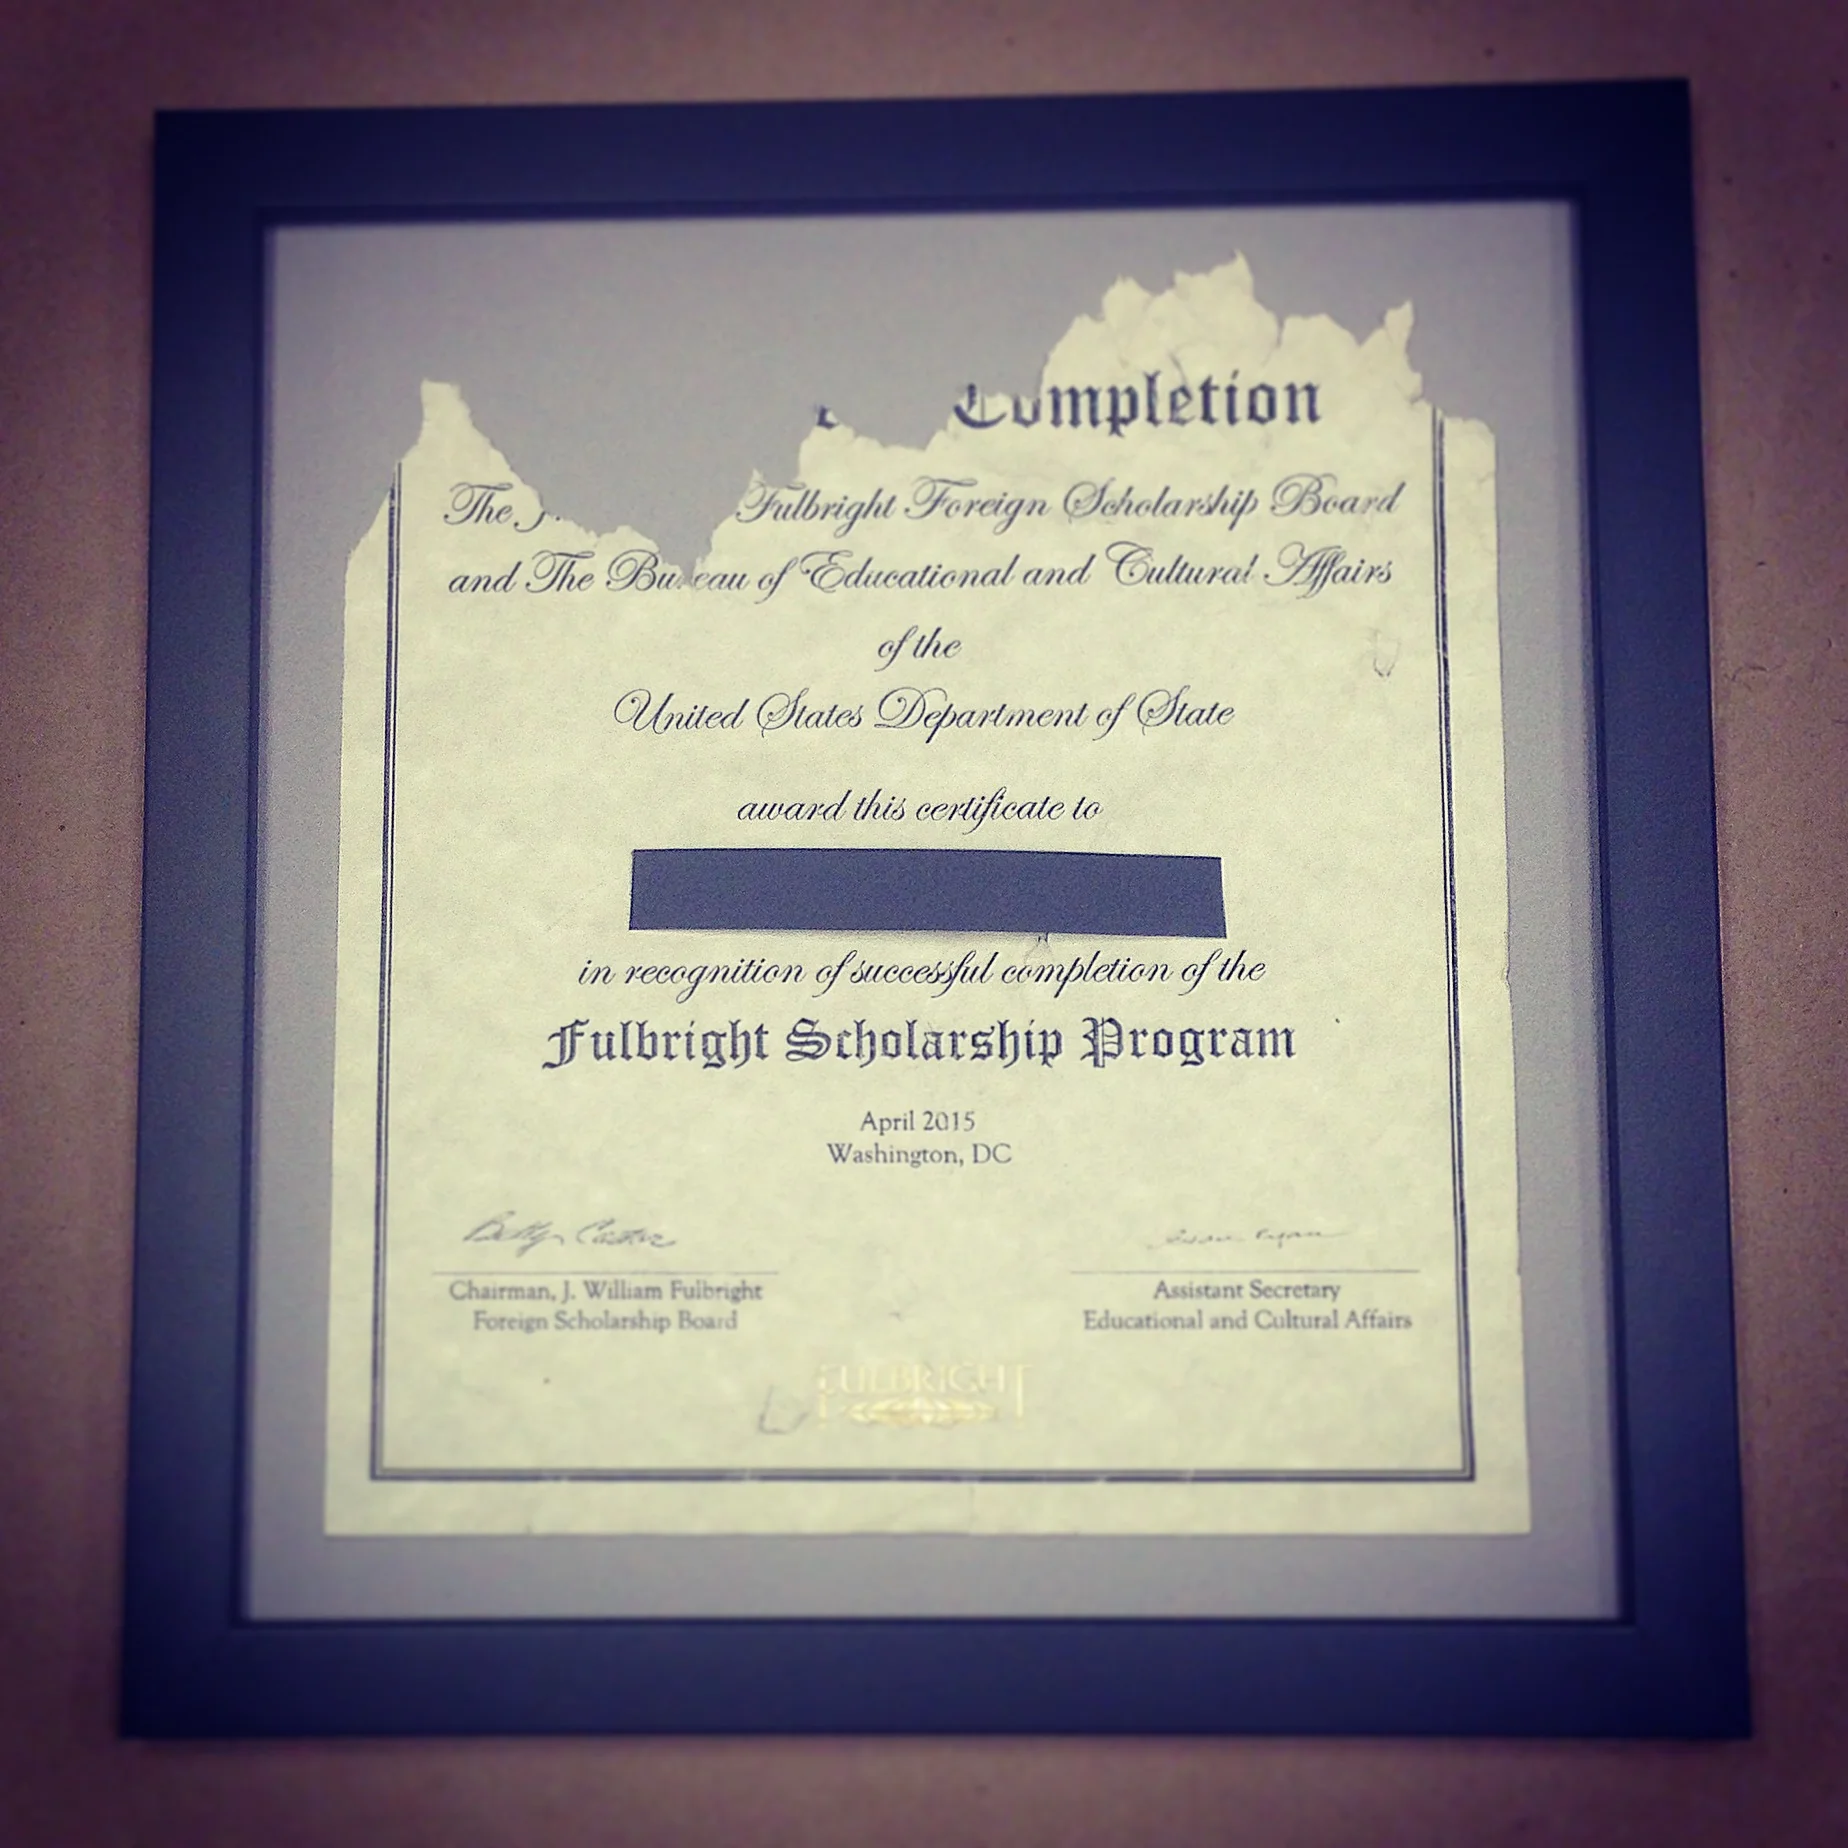 Completion
The Fulbright Foreign Scholarship Board
and The Bureau of Educational and Cultural Affairs
of the
United States Department of State
award this certificate to
in recognition of successful completion of the
Fulbright Scholarship Program
April 2015
Washington, DC
Chairman, J. William Fulbright
Foreign Scholarship Board
Assistant Secretary
Educational and Cultural Affairs
FULBRIGHT